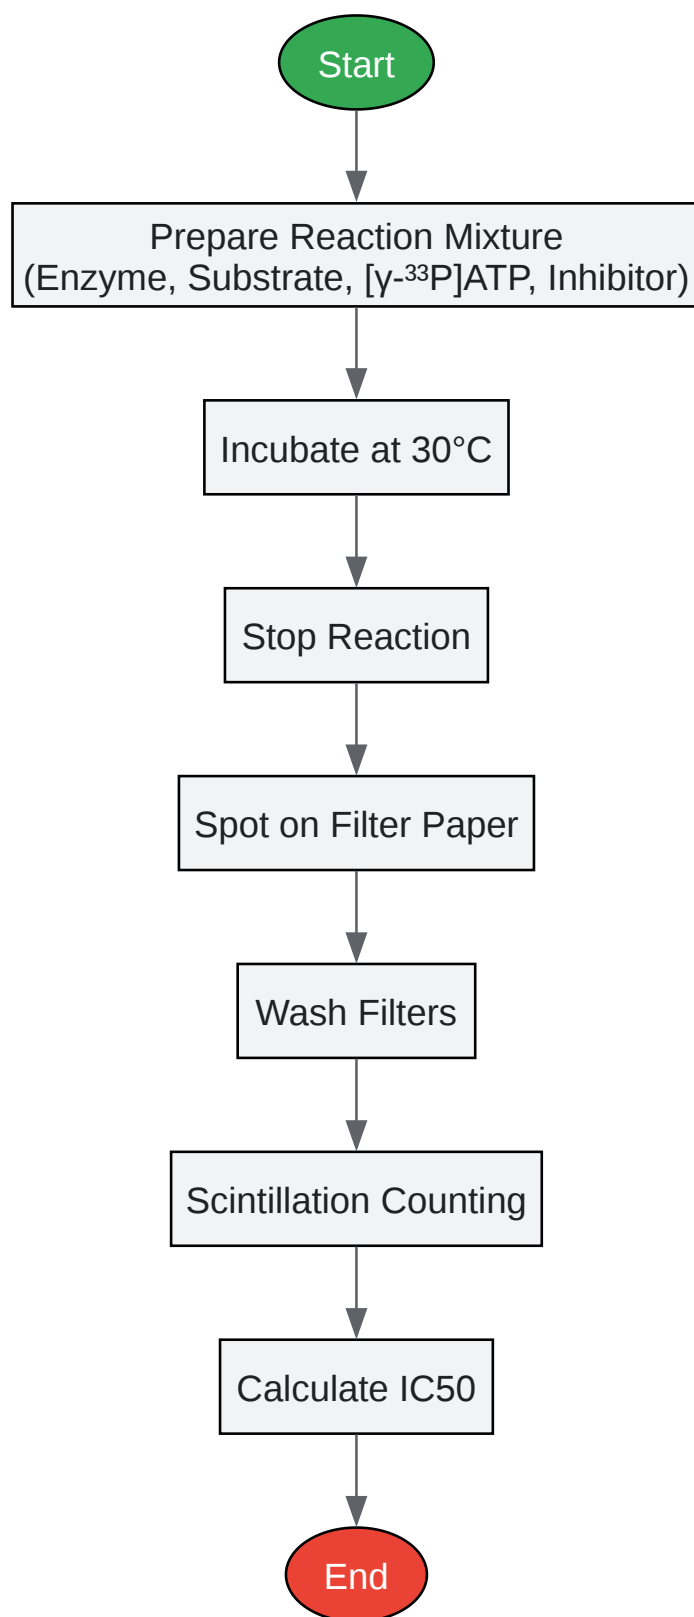 Start
Prepare Reaction Mixture
(Enzyme, Substrate, [γ-³³P]ATP, Inhibitor)
Incubate at 30°C
Stop Reaction
Spot on Filter Paper
Wash Filters
Scintillation Counting
Calculate IC50
End